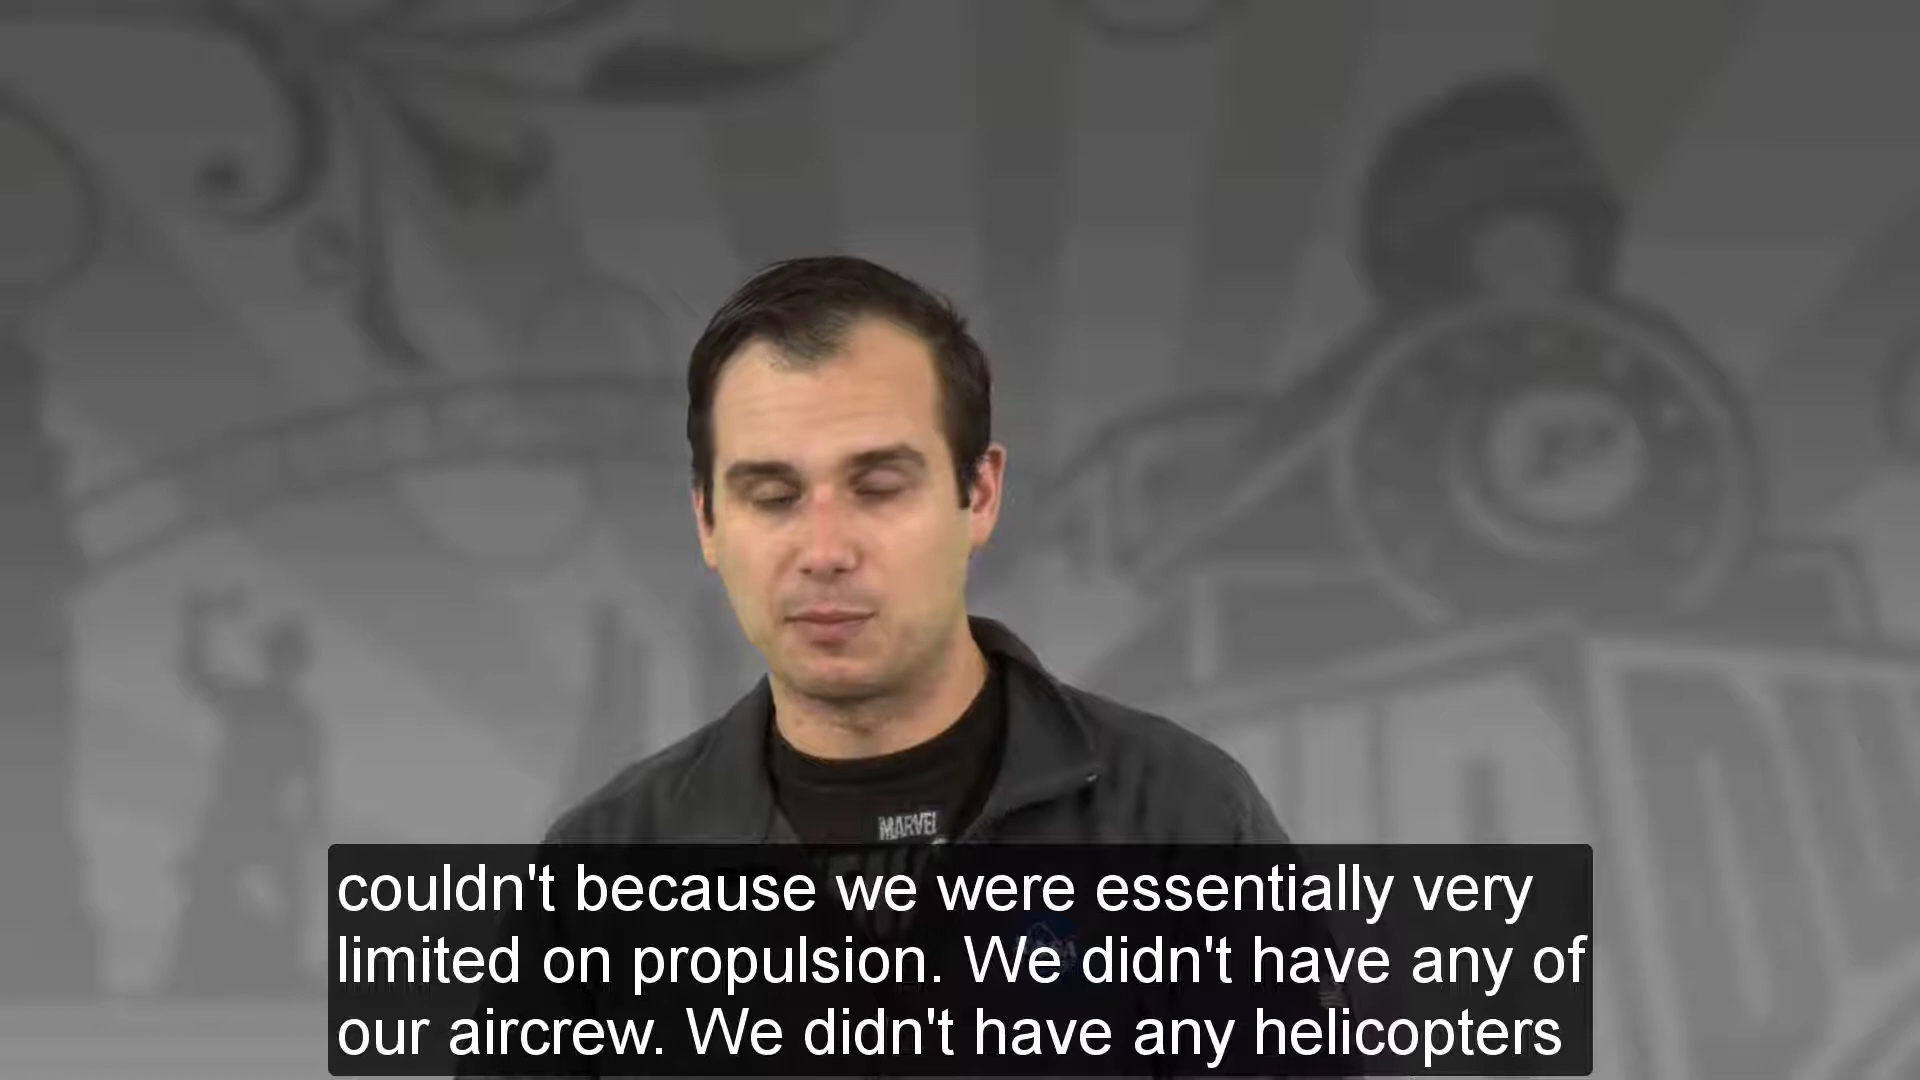 MARVEL
couldn't because we were essentially very
limited on propulsion. We didn't have any of
our aircrew. We didn't have any helicopters